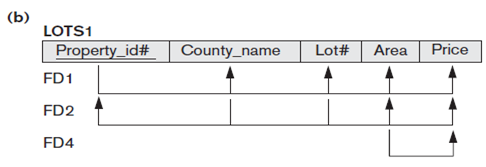 (b)
LOTS1
Property_id# County_name Lot# Area Price
FD1
FD2
FD4